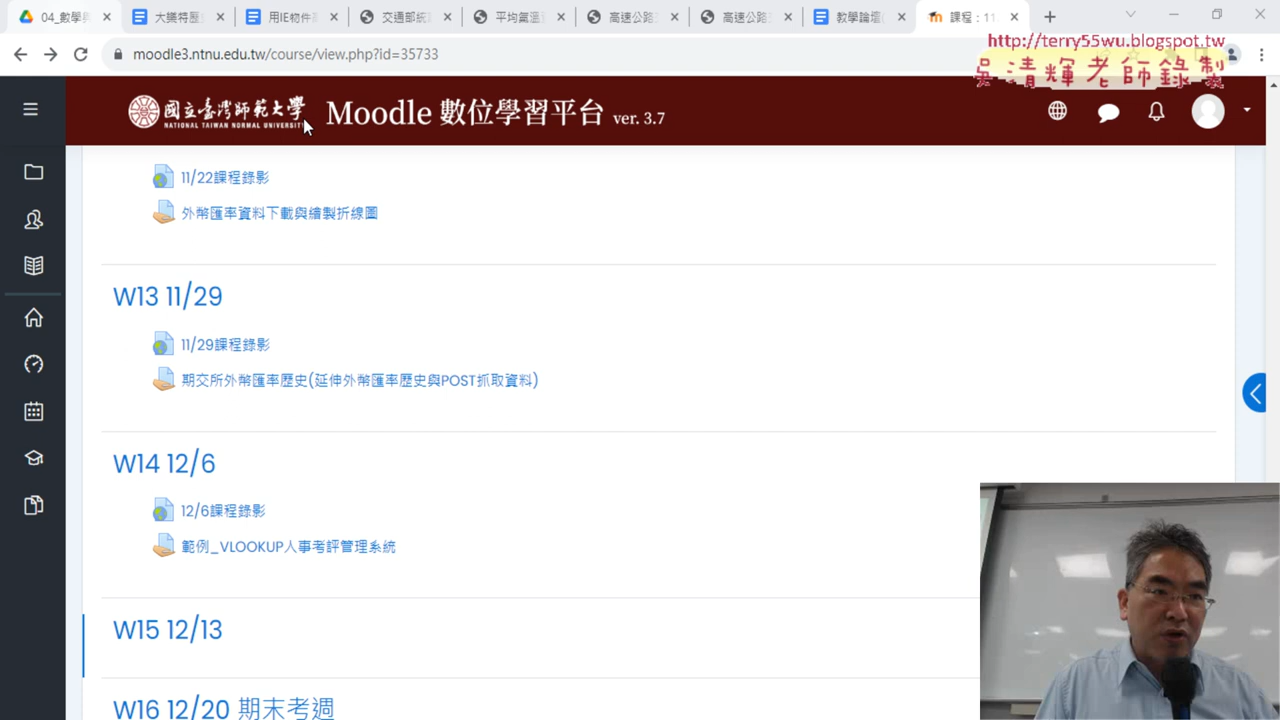 04_數學
大樂特
用IE物件
交通部統
平均氣溫
高速公路
高速公路
教學論壇(
課程：11
moodle3.ntnu.edu.tw/course/view.php?id=35733
http://terry55wu.blogspot.tw
吳清輝老師錄製
國立臺灣師範大學
NATIONAL TAIWAN NORMAL UNIVERSITY
Moodle 數位學習平台 ver. 3.7
11/22課程錄影
外幣匯率資料下載與繪製折線圖
W13 11/29
11/29課程錄影
期交所外幣匯率歷史(延伸外幣匯率歷史與POST抓取資料)
W14 12/6
12/6課程錄影
範例_VLOOKUP人事考評管理系統
W15 12/13
W16 12/20 期末考週